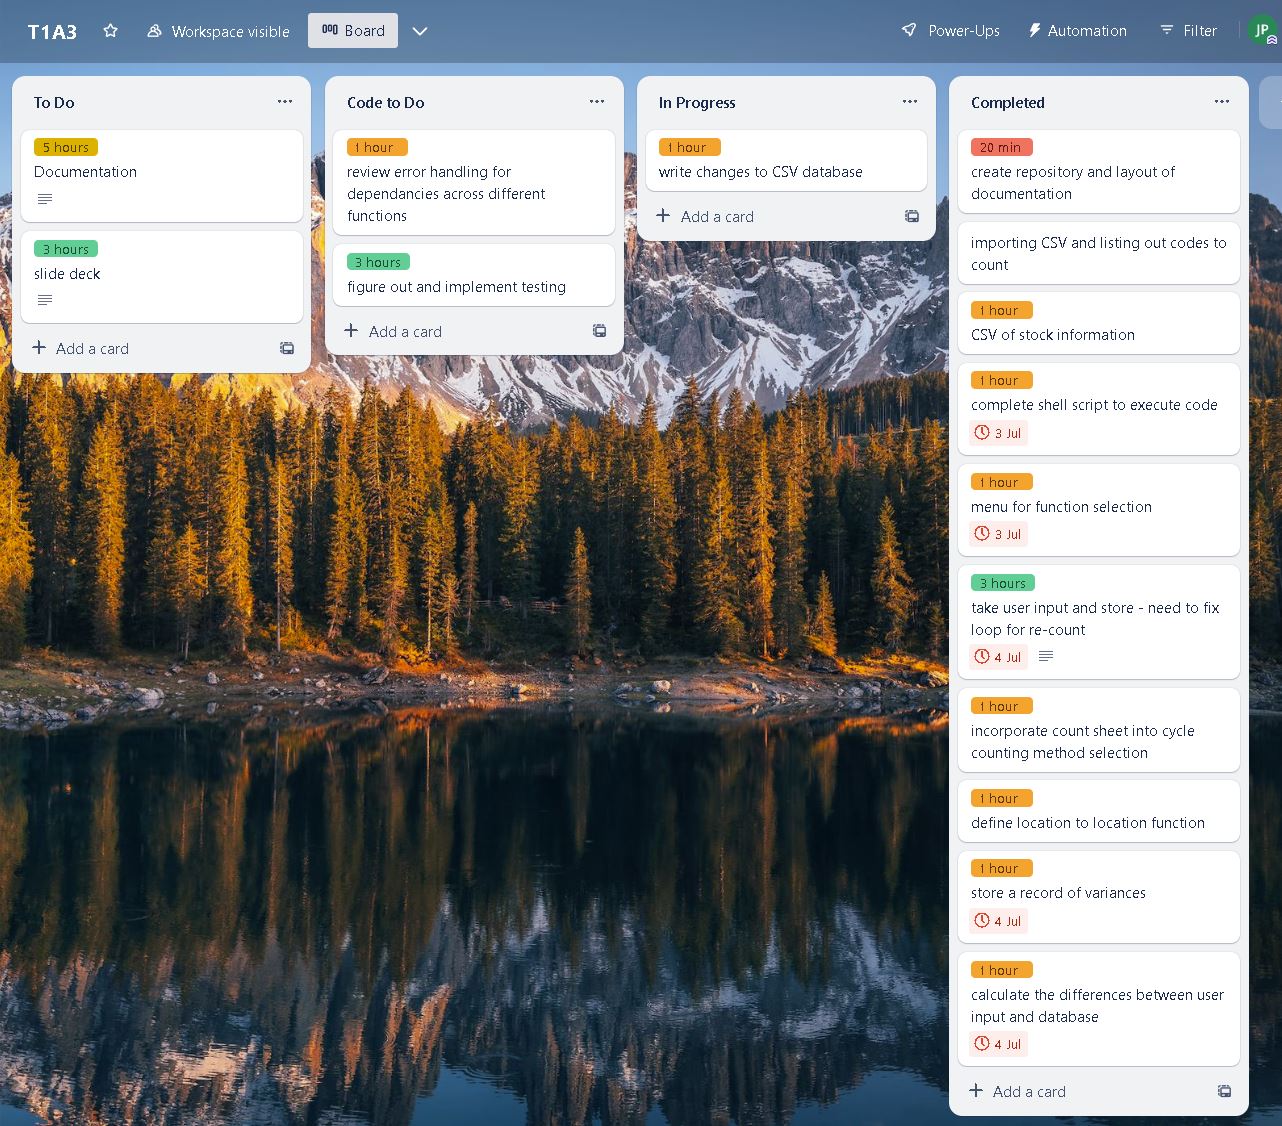 T1A3
Workspace visible
Board
Power-Ups
Automation
Filter
JP
To Do
5 hours
Documentation
3 hours
slide deck
Add a card
Code to Do
1 hour
review error handling for
dependancies across different
functions
3 hours
figure out and implement testing
Add a card
In Progress
1 hour
write changes to CSV database
Add a card
Completed
20 min
create repository and layout of
documentation
importing CSV and listing out codes to
count
1 hour
CSV of stock information
1 hour
complete shell script to execute code
3 Jul
1 hour
menu for function selection
3 Jul
3 hours
take user input and store - need to fix
loop for re-count
4 Jul
1 hour
incorporate count sheet into cycle
counting method selection
1 hour
define location to location function
1 hour
store a record of variances
4 Jul
1 hour
calculate the differences between user
input and database
4 Jul
Add a card